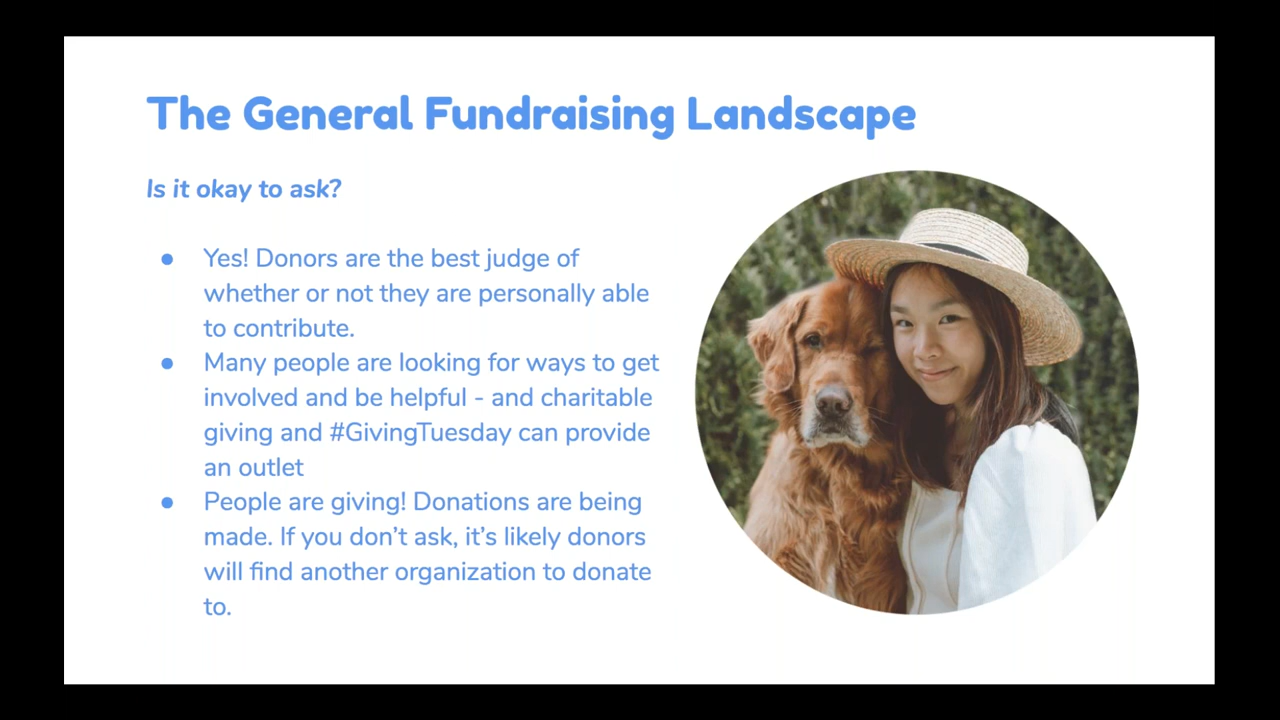 The General Fundraising Landscape
Is it okay to ask?
● Yes! Donors are the best judge of
whether or not they are personally able
to contribute.
● Many people are looking for ways to get
involved and be helpful - and charitable
giving and #GivingTuesday can provide
an outlet
● People are giving! Donations are being
made. If you don’t ask, it’s likely donors
will find another organization to donate
to.